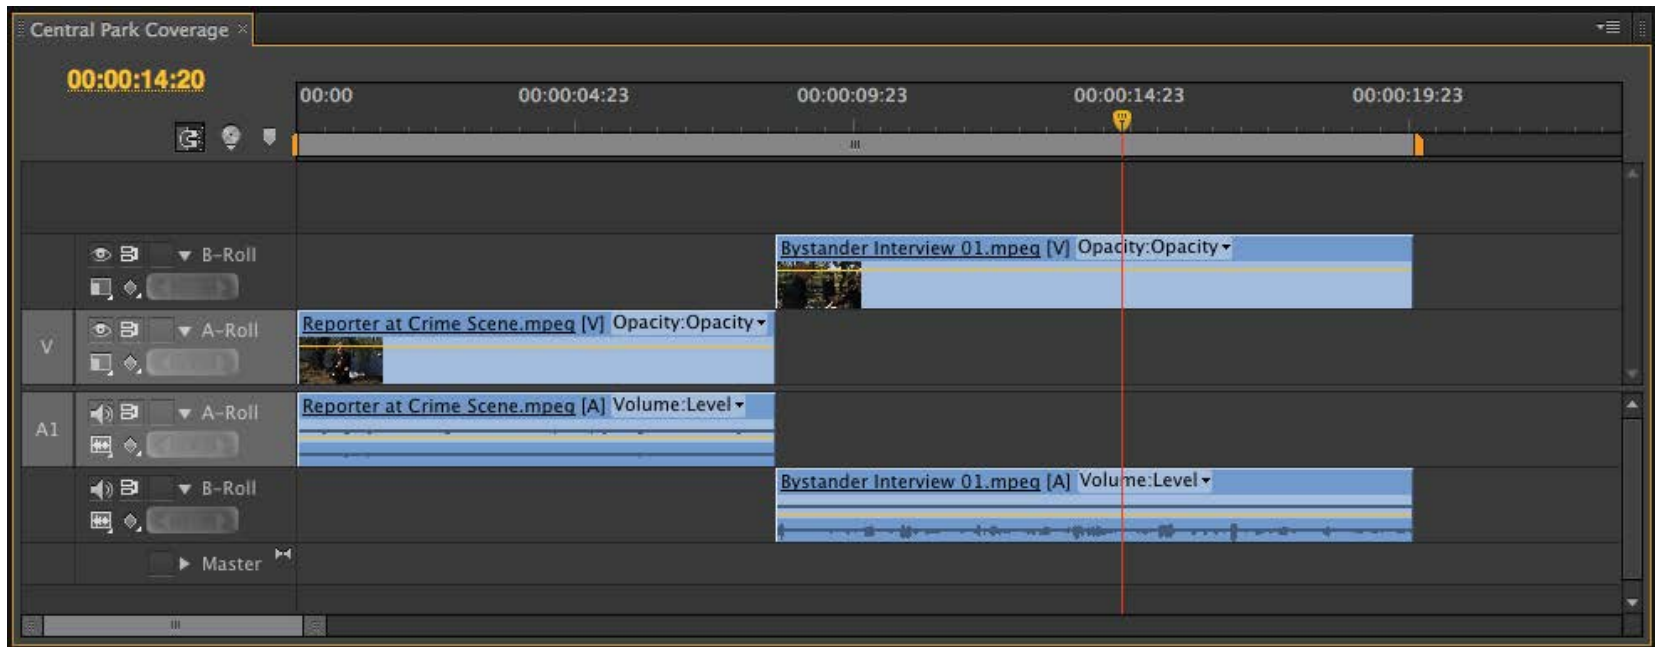 Central Park Coverage ×
00:00:14:20
00:00 00:00:04:23 00:00:09:23 00:00:14:23 00:00:19:23
B-Roll
Bystander Interview 01.mpeg [V] Opacity:Opacity
V
A-Roll
Reporter at Crime Scene.mpeg [V] Opacity:Opacity
A1
A-Roll
Reporter at Crime Scene.mpeg [A] Volume:Level
B-Roll
Bystander Interview 01.mpeg [A] Volume:Level
Master